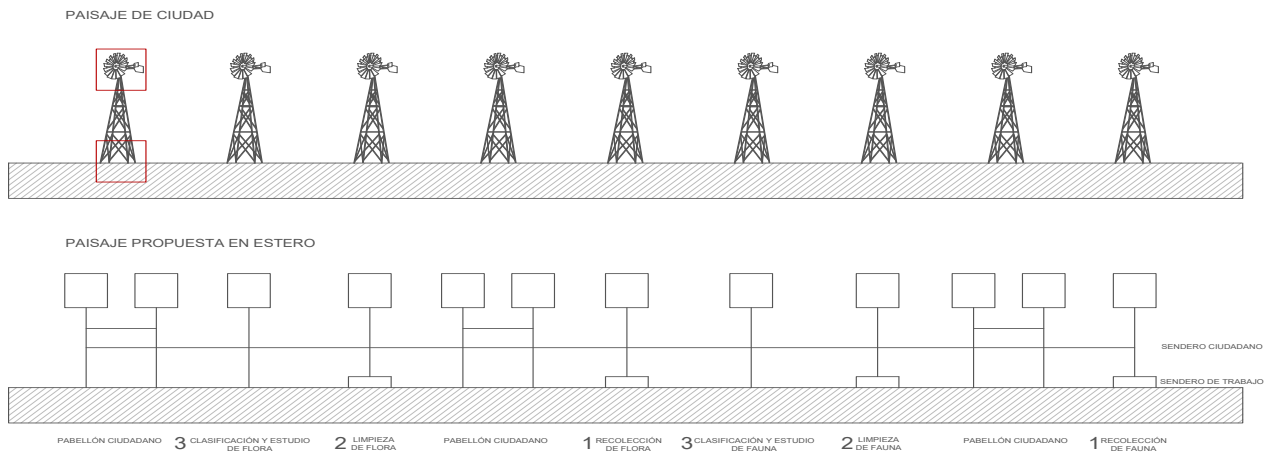 PAISAJE DE CIUDAD
PAISAJE PROPUESTA EN ESTERO
SENDERO CIUDADANO
SENDERO DE TRABAJO
PABELLÓN CIUDADANO
3 CLASIFICACIÓN Y ESTUDIO
DE FLORA
2 LIMPIEZA
DE FLORA
PABELLÓN CIUDADANO
1 RECOLECCIÓN
DE FLORA
3 CLASIFICACIÓN Y ESTUDIO
DE FAUNA
2 LIMPIEZA
DE FAUNA
PABELLÓN CIUDADANO
1 RECOLECCIÓN
DE FAUNA